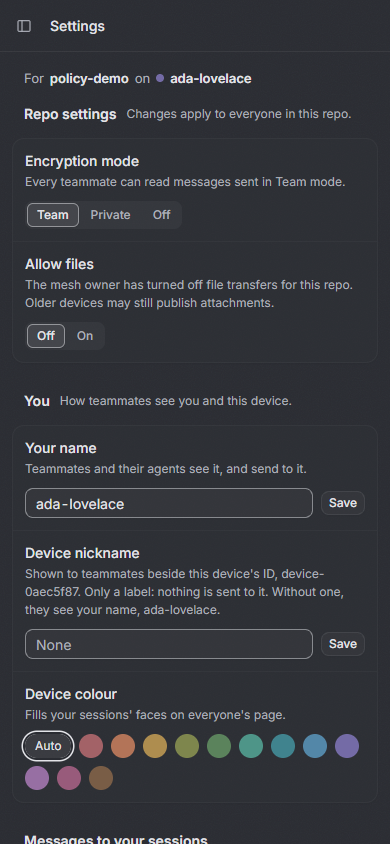 Settings
For policy-demo on ada-lovelace
Repo settings Changes apply to everyone in this repo.
Encryption mode
Every teammate can read messages sent in Team mode.
Team Private Off
Allow files
The mesh owner has turned off file transfers for this repo.
Older devices may still publish attachments.
Off On
You How teammates see you and this device.
Your name
Teammates and their agents see it, and send to it.
ada-lovelace Save
Device nickname
Shown to teammates beside this device's ID, device-
0aec5f87. Only a label: nothing is sent to it. Without one,
they see your name, ada-lovelace.
None Save
Device colour
Fills your sessions' faces on everyone's page.
Auto
Messages to your sessions